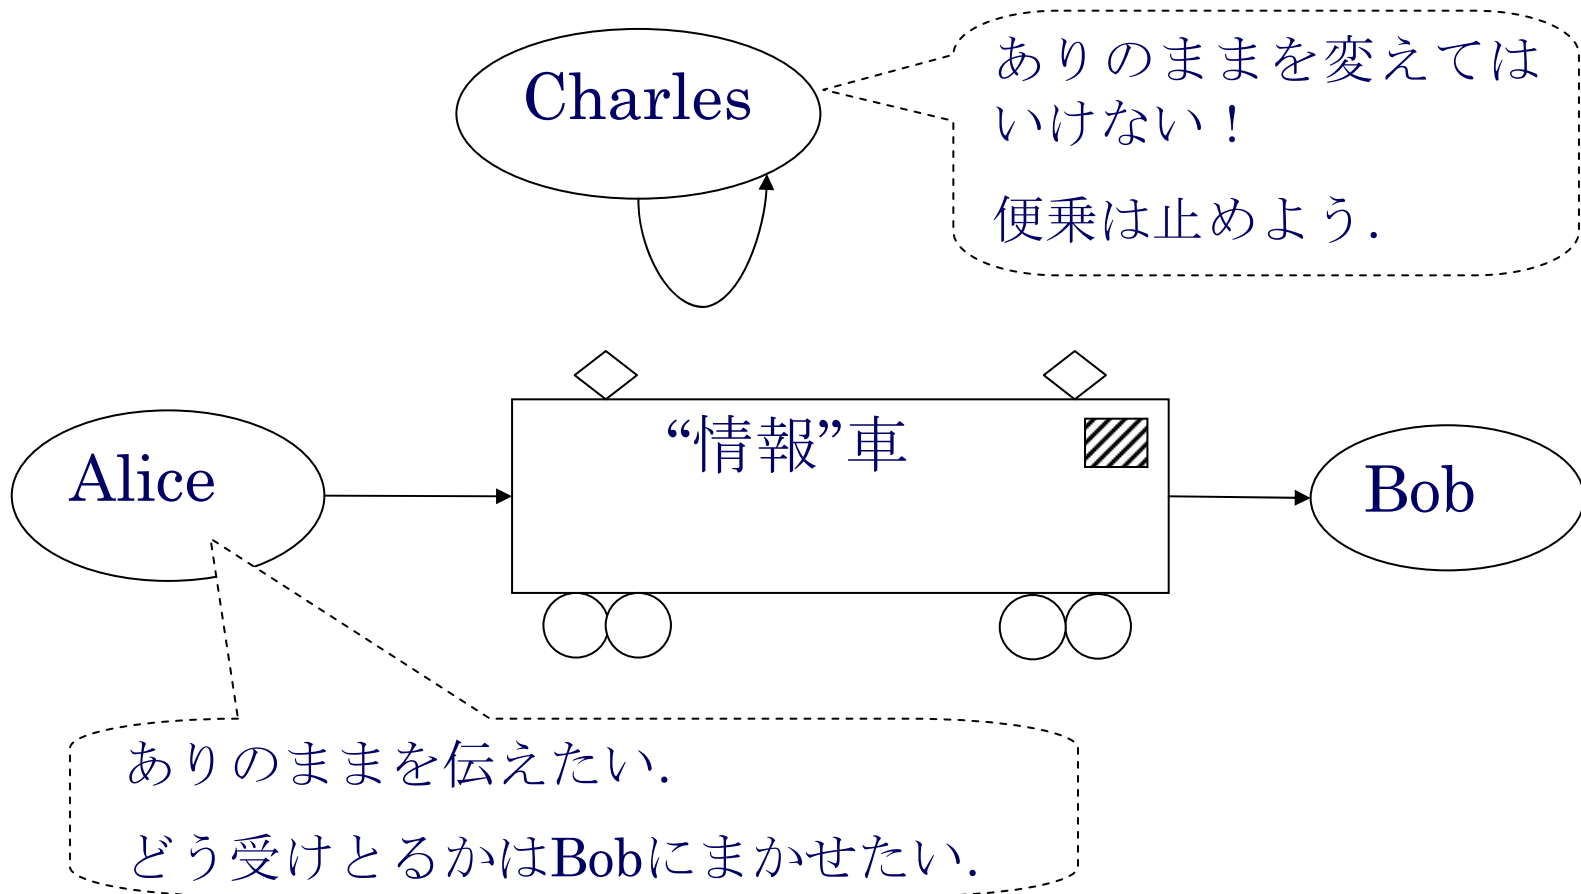 Charles
ありのままを変えては
いけない！
便乗は止めよう．
“情報”車
Alice
Bob
ありのままを伝えたい．
どう受けとるかはBobにまかせたい．